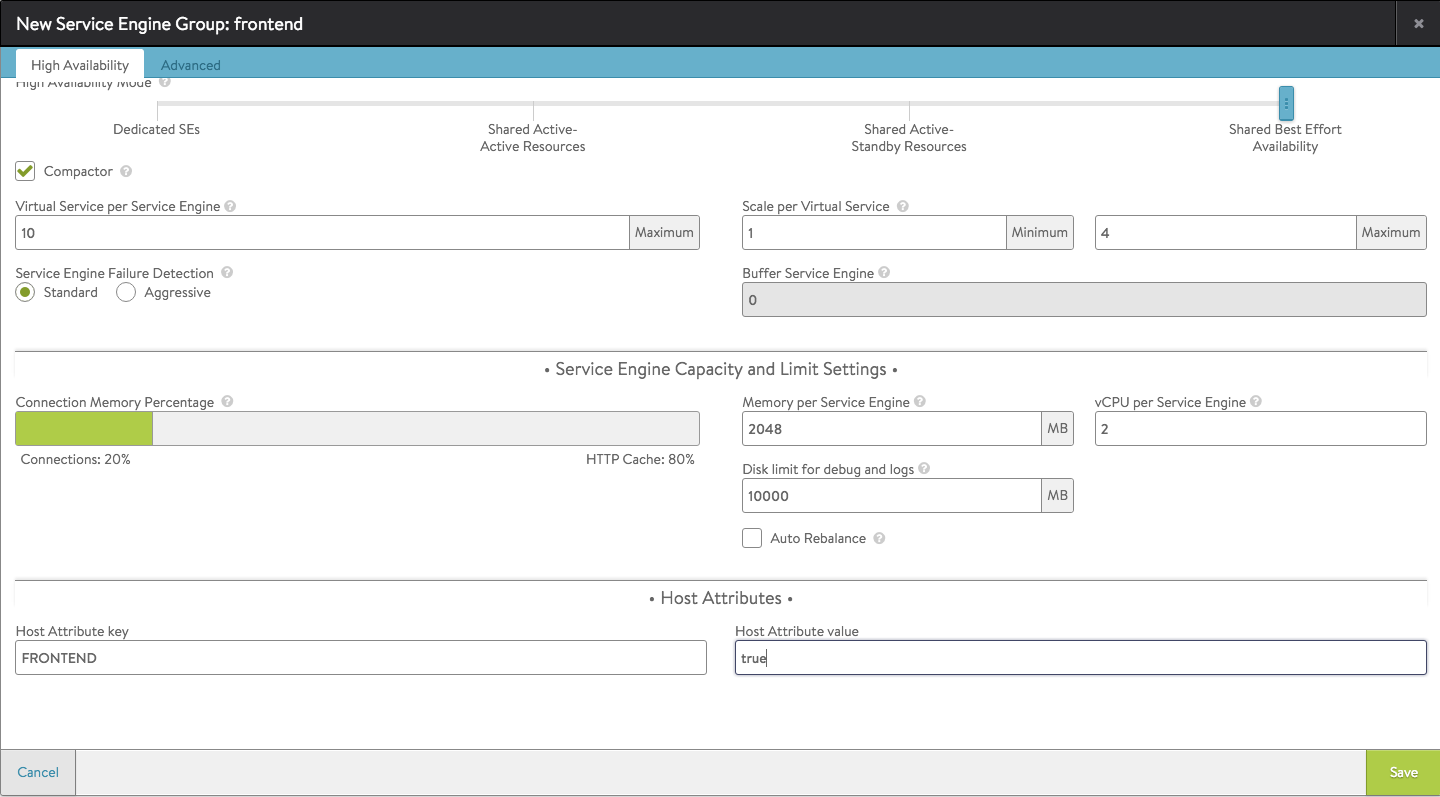 New Service Engine Group: frontend
High Availability
Advanced
High Availability Mode
Dedicated SEs
Shared Active-
Active Resources
Shared Active-
Standby Resources
Shared Best Effort
Availability
Compactor
Virtual Service per Service Engine
10
Maximum
Scale per Virtual Service
1
Minimum
4
Maximum
Service Engine Failure Detection
Standard
Aggressive
Buffer Service Engine
0
• Service Engine Capacity and Limit Settings •
Connection Memory Percentage
Connections: 20%
HTTP Cache: 80%
Memory per Service Engine
2048
MB
vCPU per Service Engine
2
Disk limit for debug and logs
10000
MB
Auto Rebalance
• Host Attributes •
Host Attribute key
FRONTEND
Host Attribute value
true
Cancel
Save